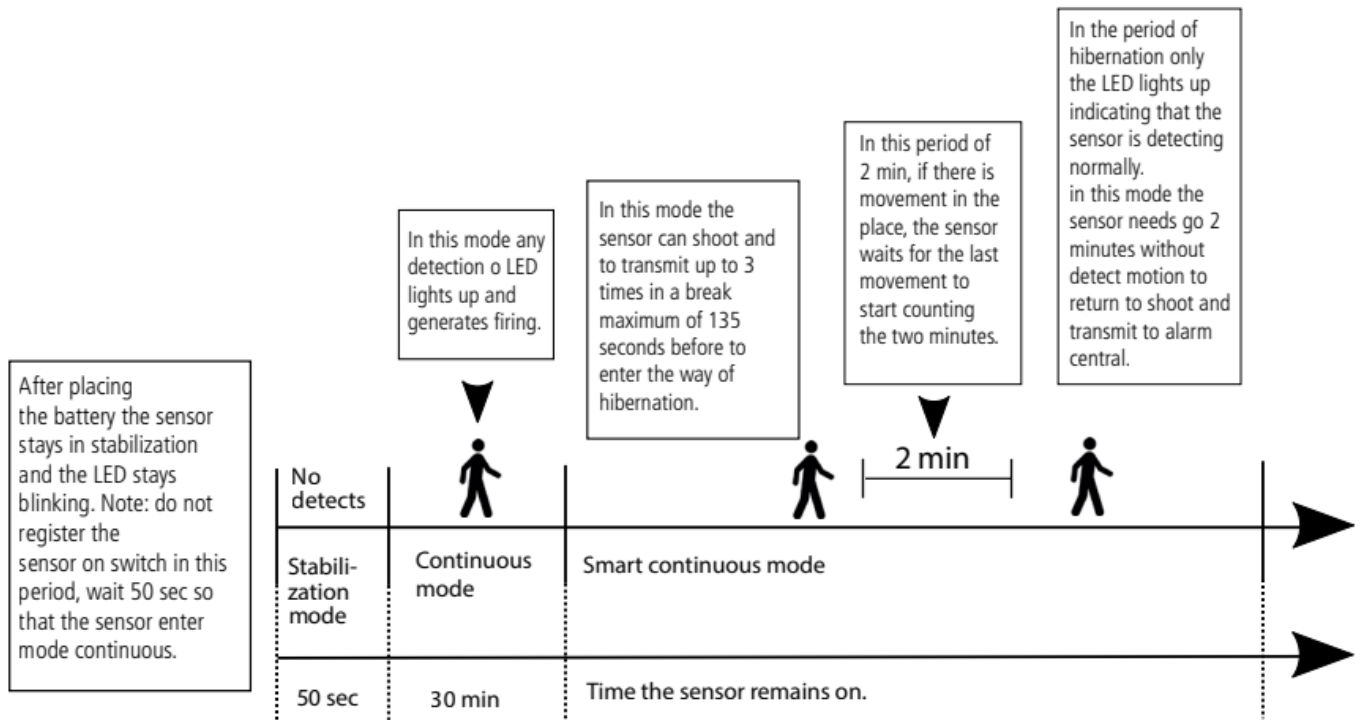 After placing
the battery the sensor
stays in stabilization
and the LED stays
blinking. Note: do not
register the
sensor on switch in this
period, wait 50 sec so
that the sensor enter
mode continuous.
In this mode any
detection o LED
lights up and
generates firing.
In this mode the
sensor can shoot and
to transmit up to 3
times in a break
maximum of 135
seconds before to
enter the way of
hibernation.
In this period of
2 min, if there is
movement in the
place, the sensor
waits for the last
movement to
start counting
the two minutes.
In the period of
hibernation only
the LED lights up
indicating that the
sensor is detecting
normally.
in this mode the
sensor needs go 2
minutes without
detect motion to
return to shoot and
transmit to alarm
central.
2 min
No
detects
Stabili-
zation
mode
Continuous
mode
Smart continuous mode
50 sec
30 min
Time the sensor remains on.